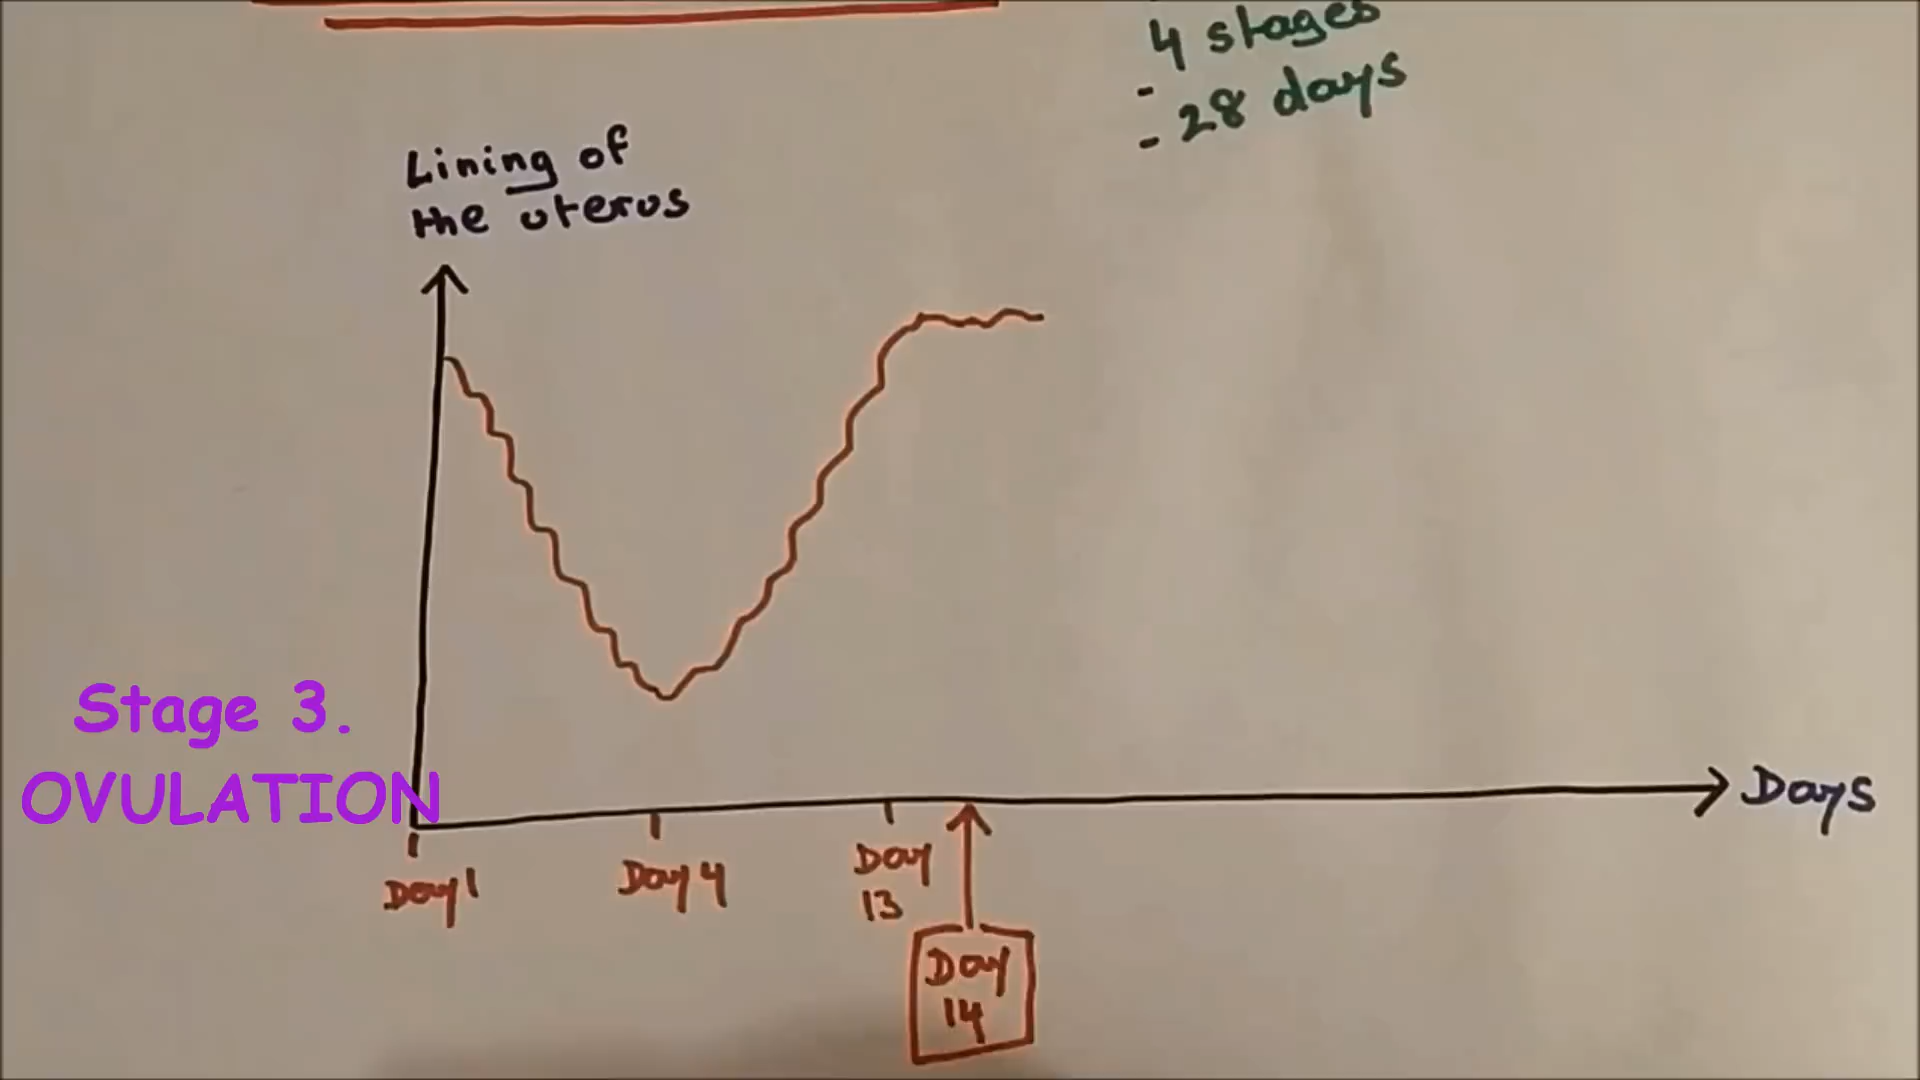 4 stages
- 28 days
-
Lining of
the uterus
Stage 3.
OVULATION
Days
Day 1
Day 4
Day
13
Day
14